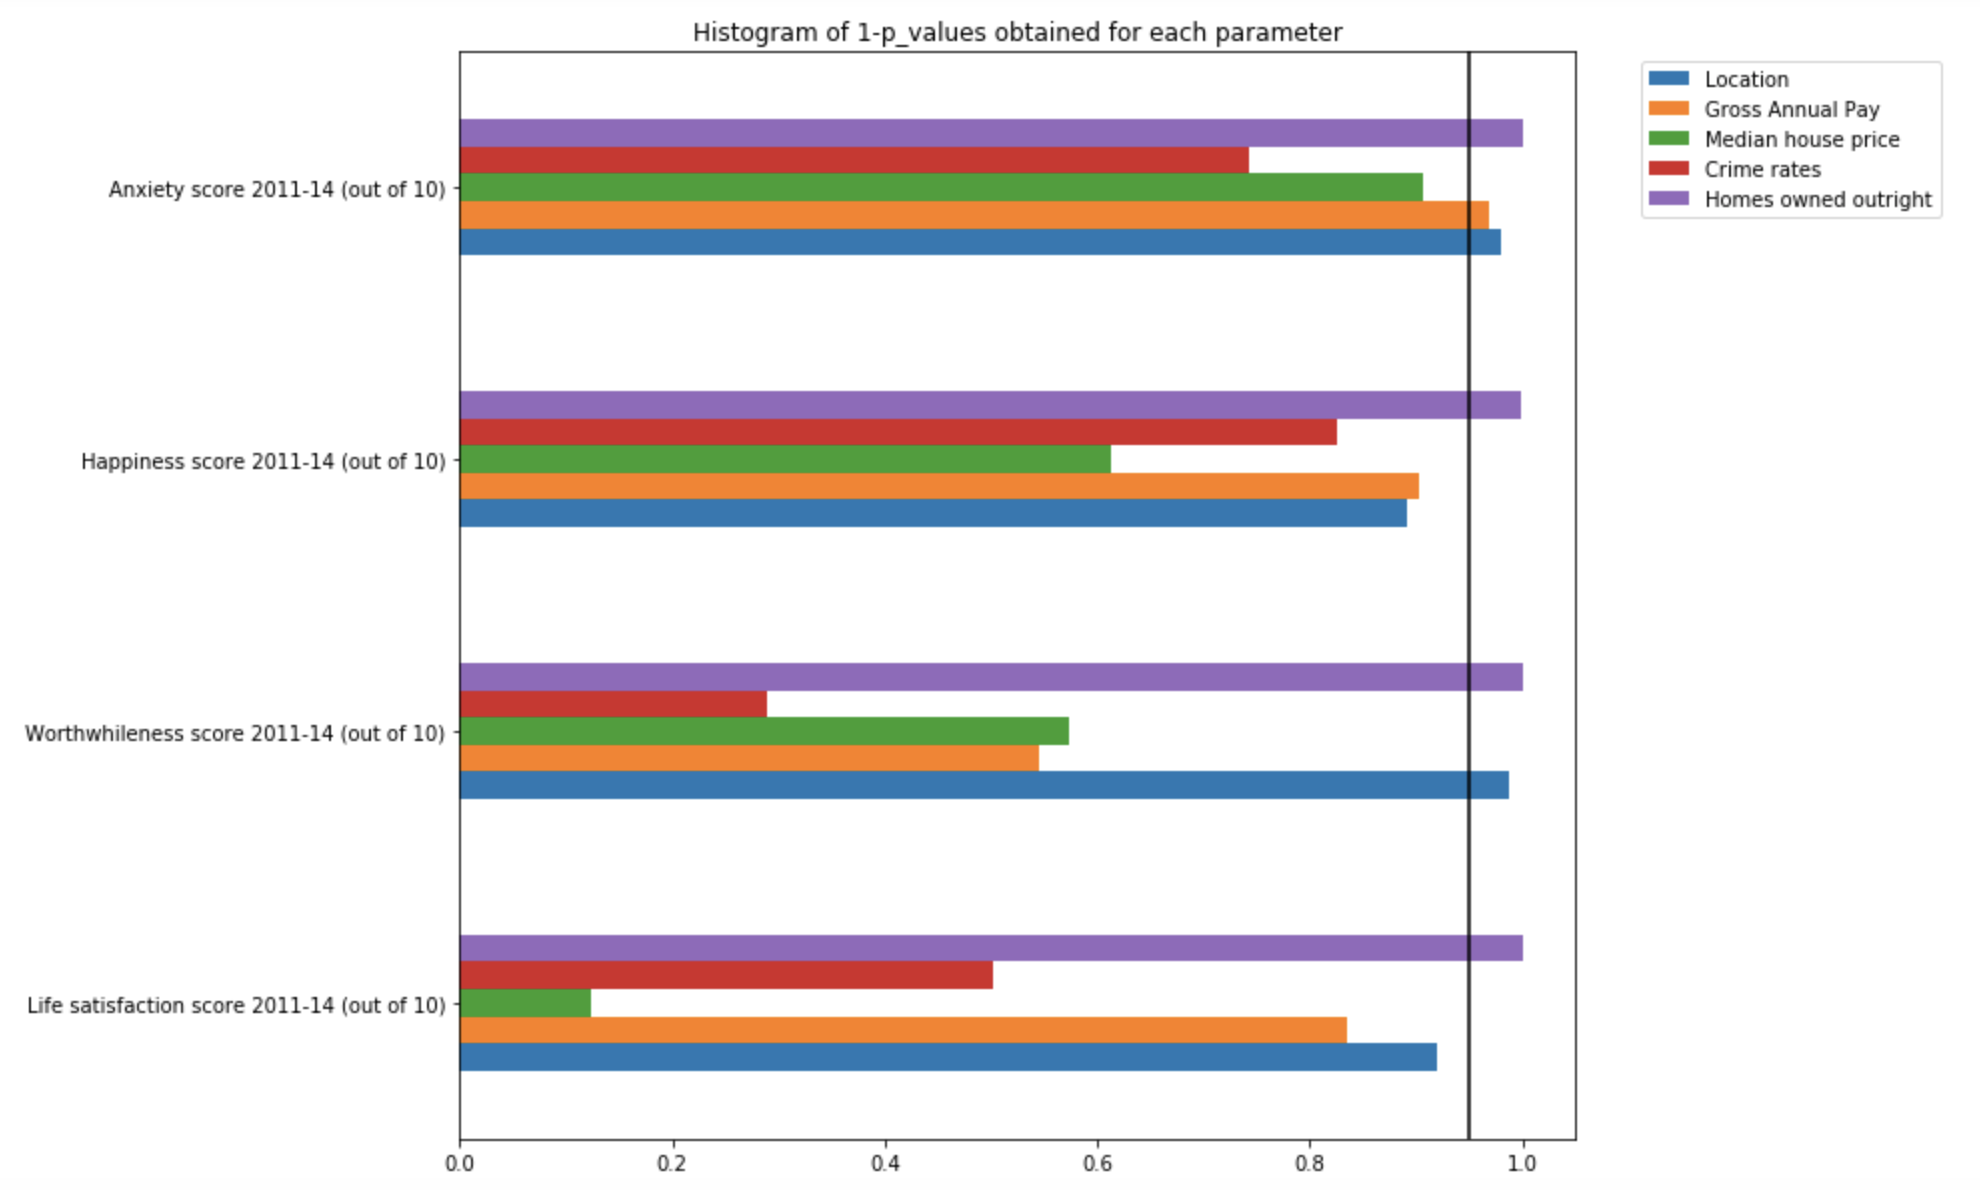 Histogram of 1-p_values obtained for each parameter
Location
Gross Annual Pay
Median house price
Crime rates
Homes owned outright
Anxiety score 2011-14 (out of 10)
Happiness score 2011-14 (out of 10)
Worthwhileness score 2011-14 (out of 10)
Life satisfaction score 2011-14 (out of 10)
0.0 0.2 0.4 0.6 0.8 1.0